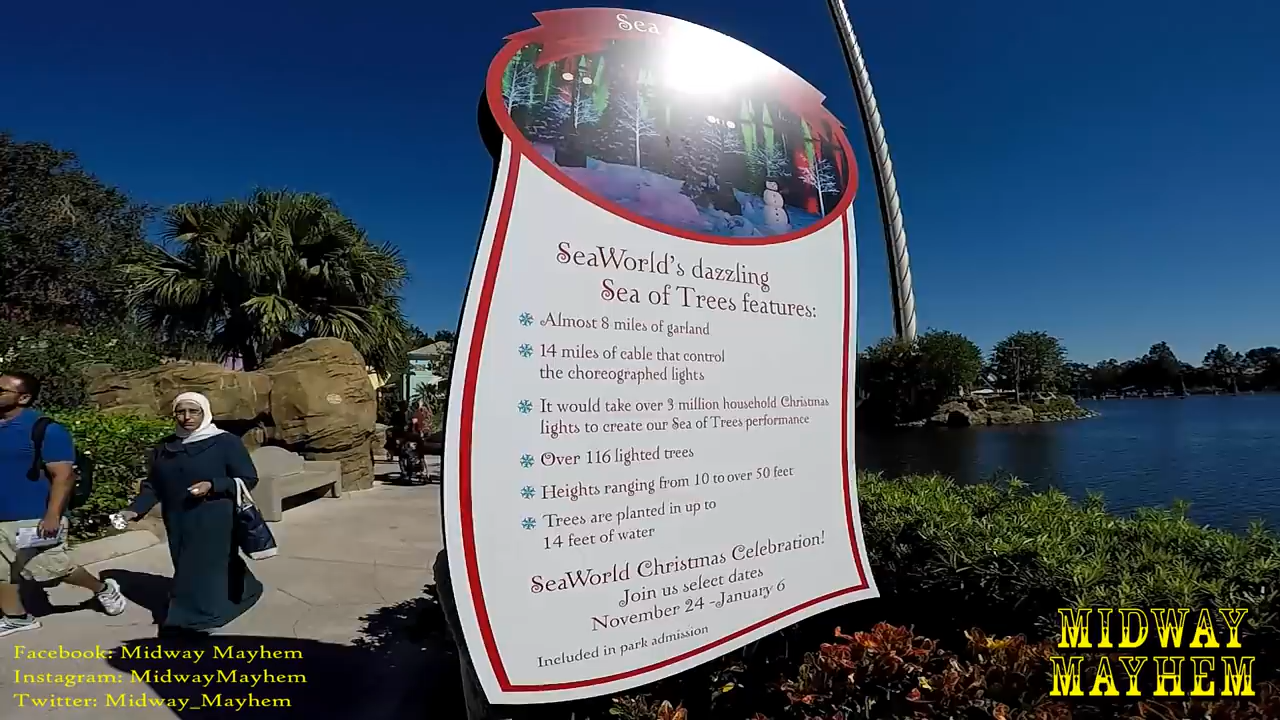 Sea
SeaWorld's dazzling
Sea of Trees features:
Almost 8 miles of garland
14 miles of cable that control
the choreographed lights
It would take over 3 million household Christmas
lights to create our Sea of Trees performance
Over 116 lighted trees
Heights ranging from 10 to over 50 feet
Trees are planted in up to
14 feet of water
SeaWorld Christmas Celebration!
Join us select dates
November 24 -January 6
Included in park admission
Facebook: Midway Mayhem
Instagram: MidwayMayhem
Twitter: Midway_Mayhem
MIDWAY
MAYHEM